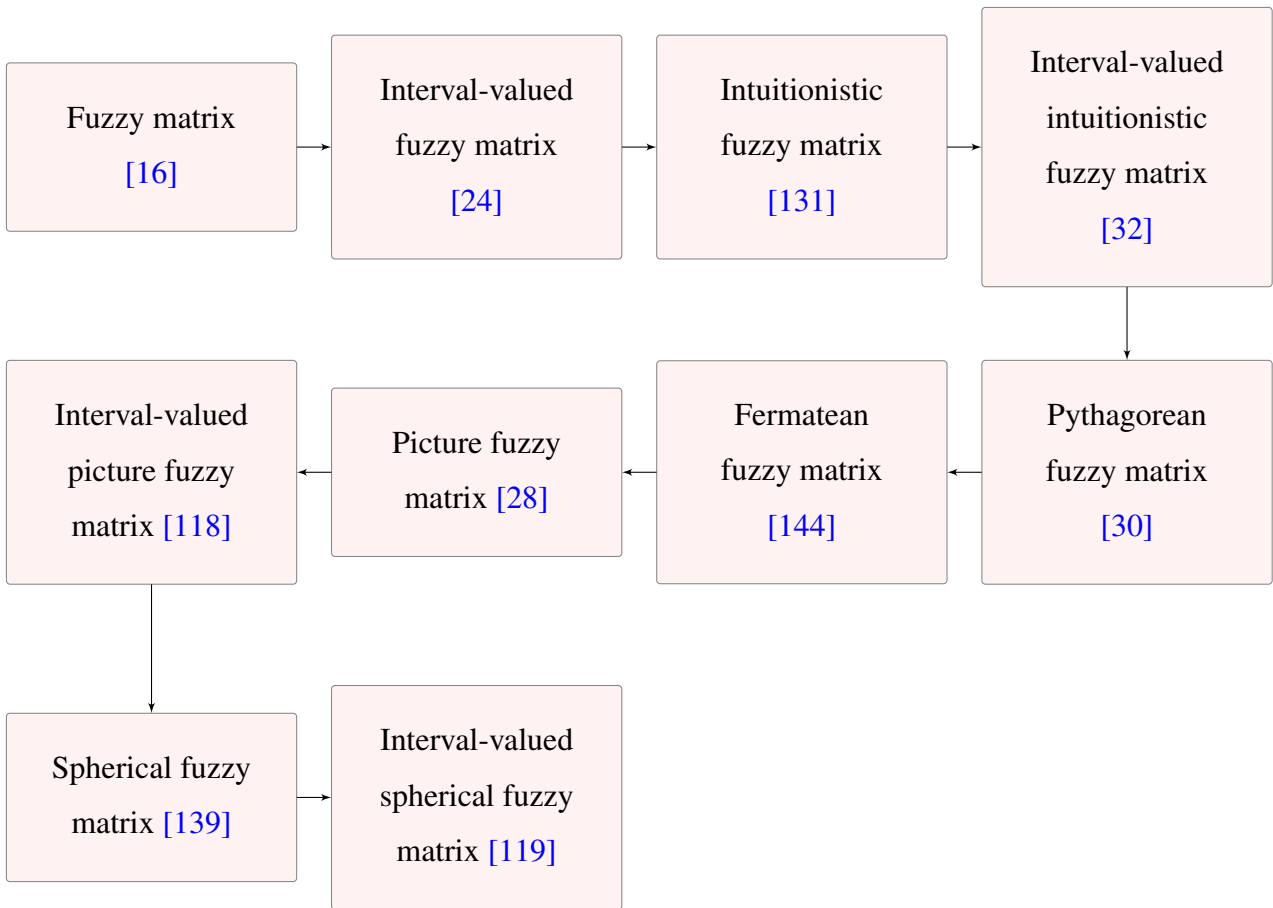 Fuzzy matrix
[16]
Interval-valued
fuzzy matrix
[24]
Intuitionistic
fuzzy matrix
[131]
Interval-valued
intuitionistic
fuzzy matrix
[32]
Pythagorean
fuzzy matrix
[30]
Fermatean
fuzzy matrix
[144]
Picture fuzzy
matrix [28]
Interval-valued
picture fuzzy
matrix [118]
Spherical fuzzy
matrix [139]
Interval-valued
spherical fuzzy
matrix [119]